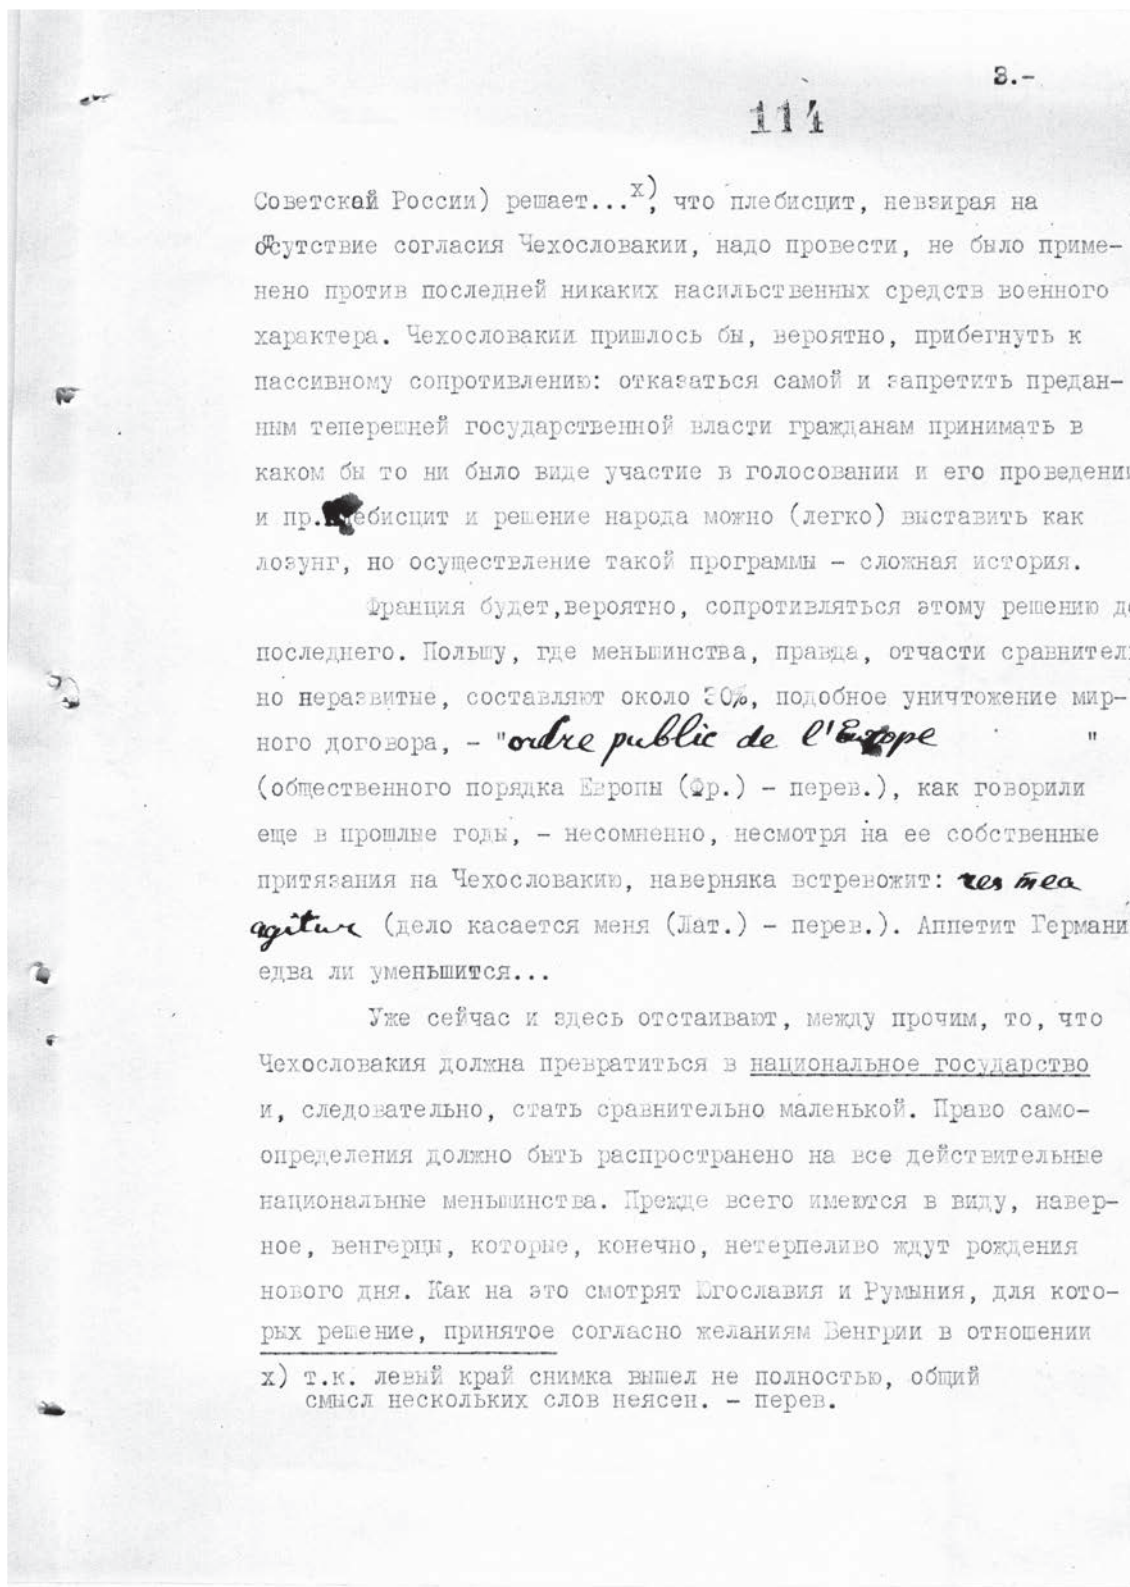 3.-
114
Советской России) решает...х), что плебисцит, невзирая на
отсутствие согласия Чехословакии, надо провести, не было приме-
нено против последней никаких насильственных средств военного
характера. Чехословакии пришлось бы, вероятно, прибегнуть к
пассивному сопротивлению: отказаться самой и запретить предан-
ным теперешней государственной власти гражданам принимать в
каком бы то ни было виде участие в голосовании и его проведени
и пр. ебисцит и решение народа можно (легко) выставить как
лозунг, но осуществление такой программы - сложная история.
Франция будет,вероятно, сопротивляться этому решению до
последнего. Польшу, где меньшинства, правда, отчасти сравнител
но неразвитые, составляют около 30%, подобное уничтожение мир-
ного договора, - "ordre public de l'Europe "
(общественного порядка Европы (Фр.) - перев.), как говорили
еще в прошлые годы, - несомненно, несмотря на ее собственные
притязания на Чехословакию, наверняка встревожит: res mea
agitur (дело касается меня (Лат.) - перев.). Аппетит Германи
едва ли уменьшится...
Уже сейчас и здесь отстаивают, между прочим, то, что
Чехословакия должна превратиться в национальное государство
и, следовательно, стать сравнительно маленькой. Право само-
определения должно быть распространено на все действительные
национальные меньшинства. Прежде всего имеются в виду, навер-
ное, венгерцы, которые, конечно, нетерпеливо ждут рождения
нового дня. Как на это смотрят Югославия и Румыния, для кото-
рых решение, принятое согласно желаниям Венгрии в отношении
х) т.к. левый край снимка вышел не полностью, общий
смысл нескольких слов неясен. - перев.